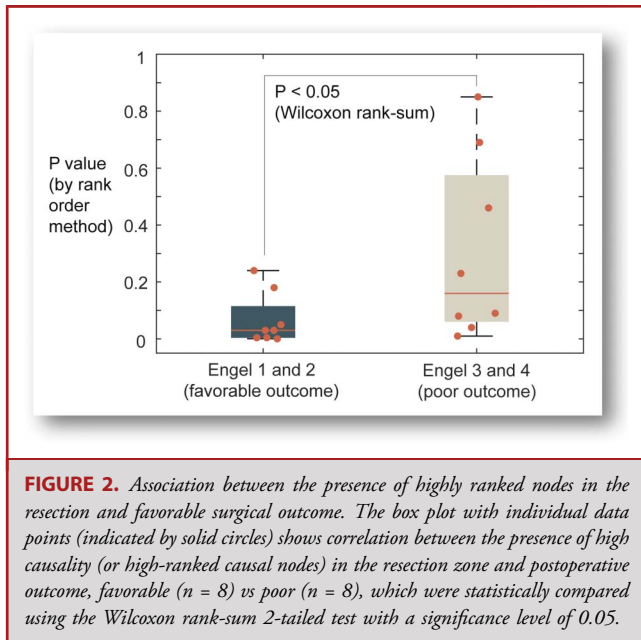 1
P < 0.05
(Wilcoxon rank-sum)
0.8
P value
(by rank
order
method)
0.6
0.4
0.2
0
Engel 1 and 2
(favorable outcome)
Engel 3 and 4
(poor outcome)
FIGURE 2. Association between the presence of highly ranked nodes in the
resection and favorable surgical outcome. The box plot with individual data
points (indicated by solid circles) shows correlation between the presence of high
causality (or high-ranked causal nodes) in the resection zone and postoperative
outcome, favorable (n = 8) vs poor (n = 8), which were statistically compared
using the Wilcoxon rank-sum 2-tailed test with a significance level of 0.05.